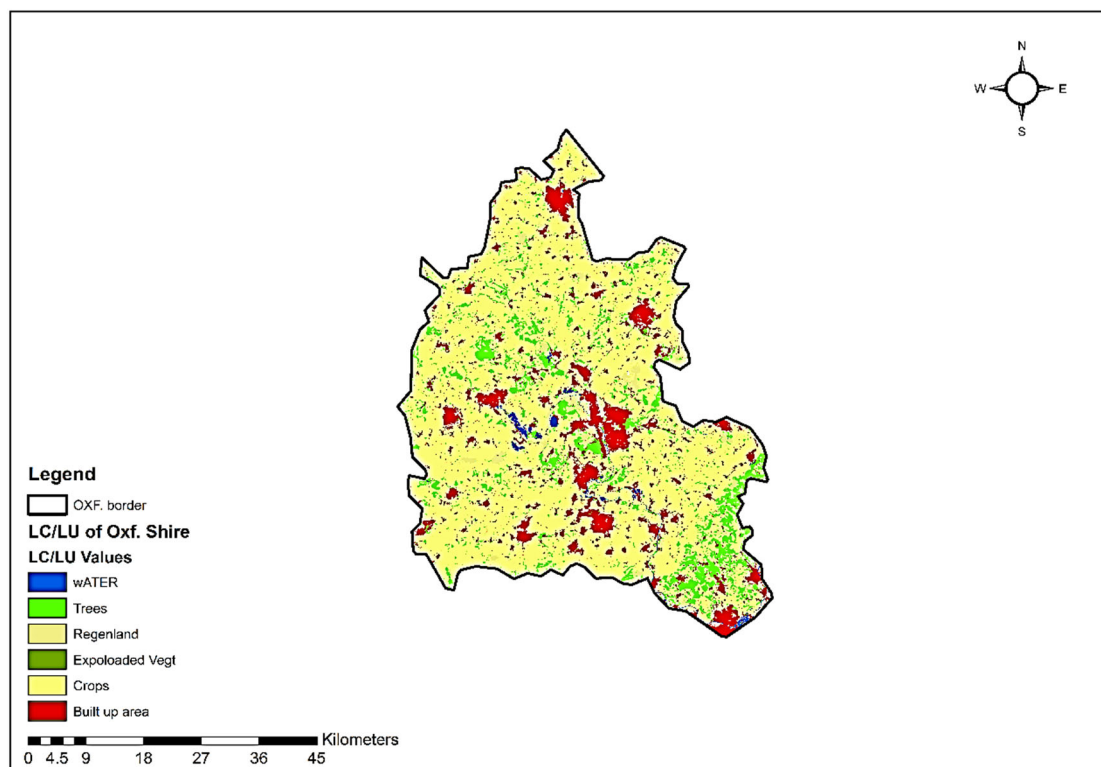 N
W E
S
Legend
OXF. border
LC/LU of Oxf. Shire
LC/LU Values
wATER
Trees
Regenland
Expoloaded Vegt
Crops
Built up area
Kilometers
0 4.5 9 18 27 36 45